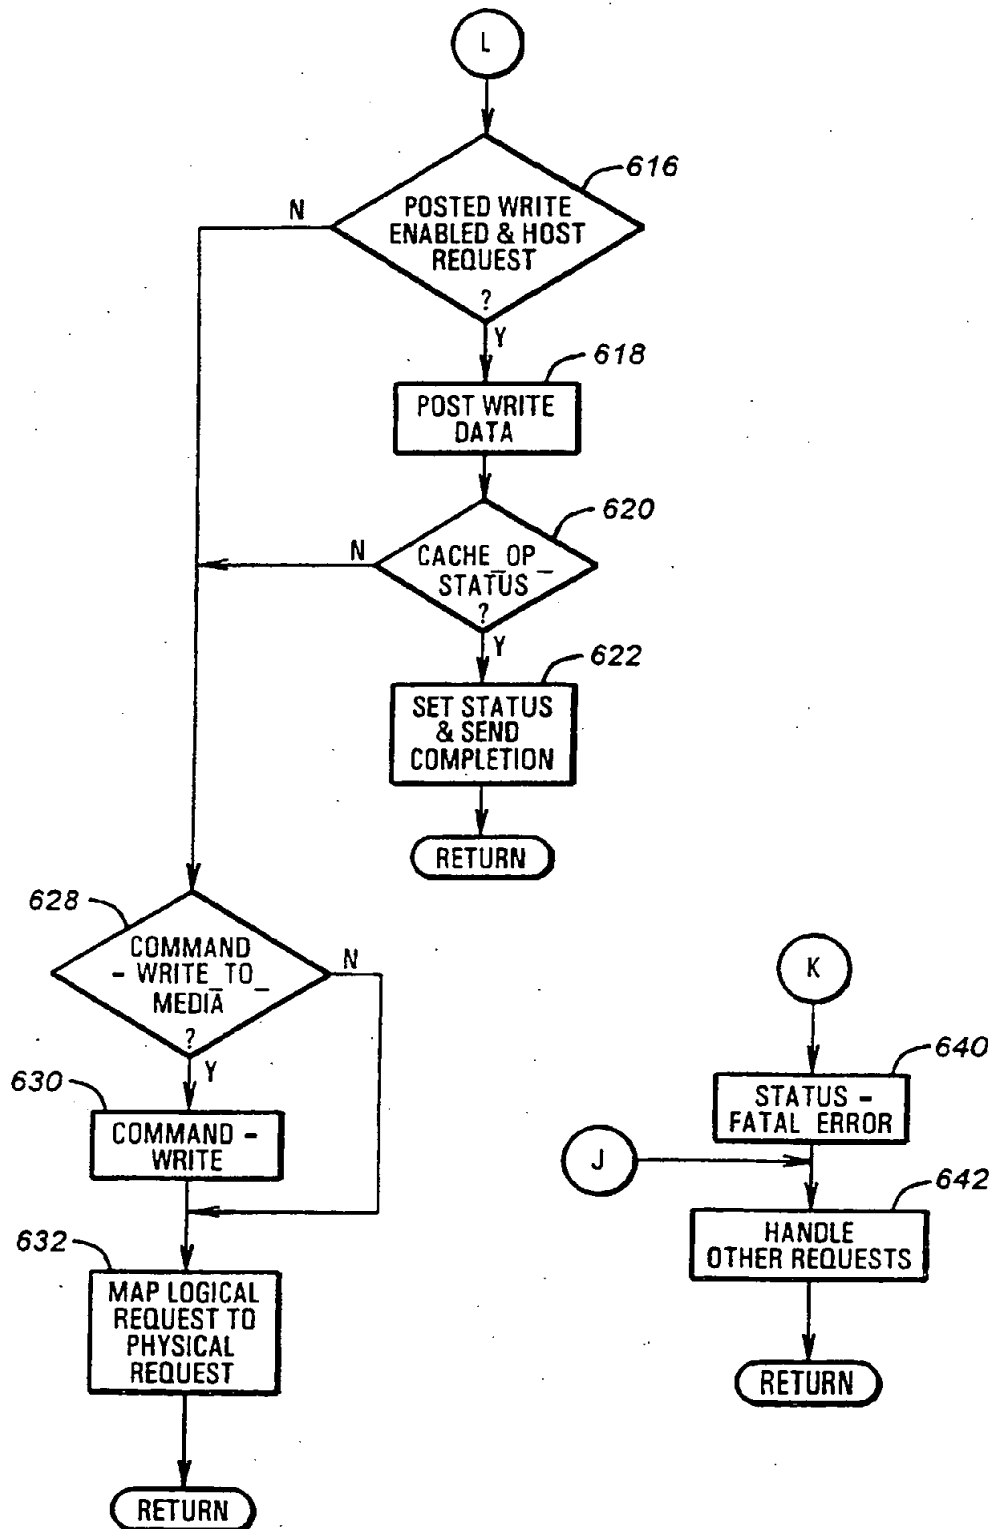 L
616
N
POSTED WRITE
ENABLED & HOST
REQUEST
?
Y
618
POST WRITE
DATA
620
N
CACHE_OP_
STATUS
?
Y
622
SET STATUS
& SEND
COMPLETION
RETURN
628
COMMAND
- WRITE_TO_
MEDIA
?
N
Y
630
COMMAND -
WRITE
632
MAP LOGICAL
REQUEST TO
PHYSICAL
REQUEST
RETURN
K
640
STATUS -
FATAL ERROR
J
642
HANDLE
OTHER REQUESTS
RETURN